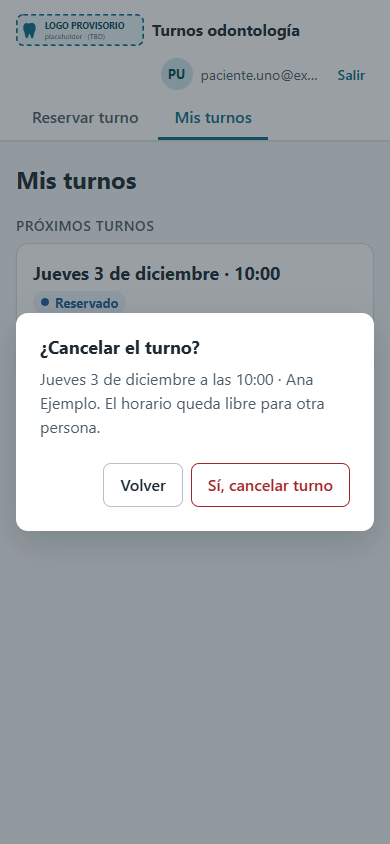 LOGO PROVISORIO
placeholder · (TBD)
Turnos odontología
PU
paciente.uno@ex...
Salir
Reservar turno
Mis turnos
Mis turnos
PRÓXIMOS TURNOS
Jueves 3 de diciembre · 10:00
Reservado
¿Cancelar el turno?
Jueves 3 de diciembre a las 10:00 · Ana
Ejemplo. El horario queda libre para otra
persona.
Volver
Sí, cancelar turno